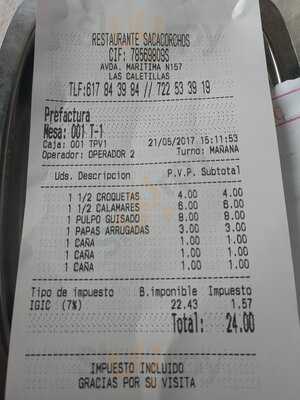 RESTAURANTE SACACORCHOS
CIF: 78569809S
AVDA. MARITIMA N157
LAS CALETILLAS
TLF:617 84 39 84 // 722 53 39 19
Prefactura
Mesa: 001 T-1
Caja: 001 TPV1 21/05/2017 15:11:53
Operador: OPERADOR 2 Turno: MAÑANA
Uds. Descripcion P.V.P. Subtotal
1 1/2 CROQUETAS 4.00 4.00
1 1/2 CALAMARES 6.00 6.00
1 PULPO GUISADO 8.00 8.00
1 PAPAS ARRUGADAS 3.00 3.00
1 CAÑA 1.00 1.00
1 CAÑA 1.00 1.00
1 CAÑA 1.00 1.00
Tipo de impuesto B.imponible Impuesto
IGIC (7%) 22.43 1.57
Total: 24.00
IMPUESTO INCLUIDO
GRACIAS POR SU VISITA